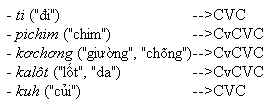 - ti ("đi") -->CVC
- pichim ("chim") -->CvCVC
- kơchơng ("giường", "chõng")-->CvCVC
- kalôt ("lốt", "da") -->CvCVC
- kuh ("củi") -->CVC